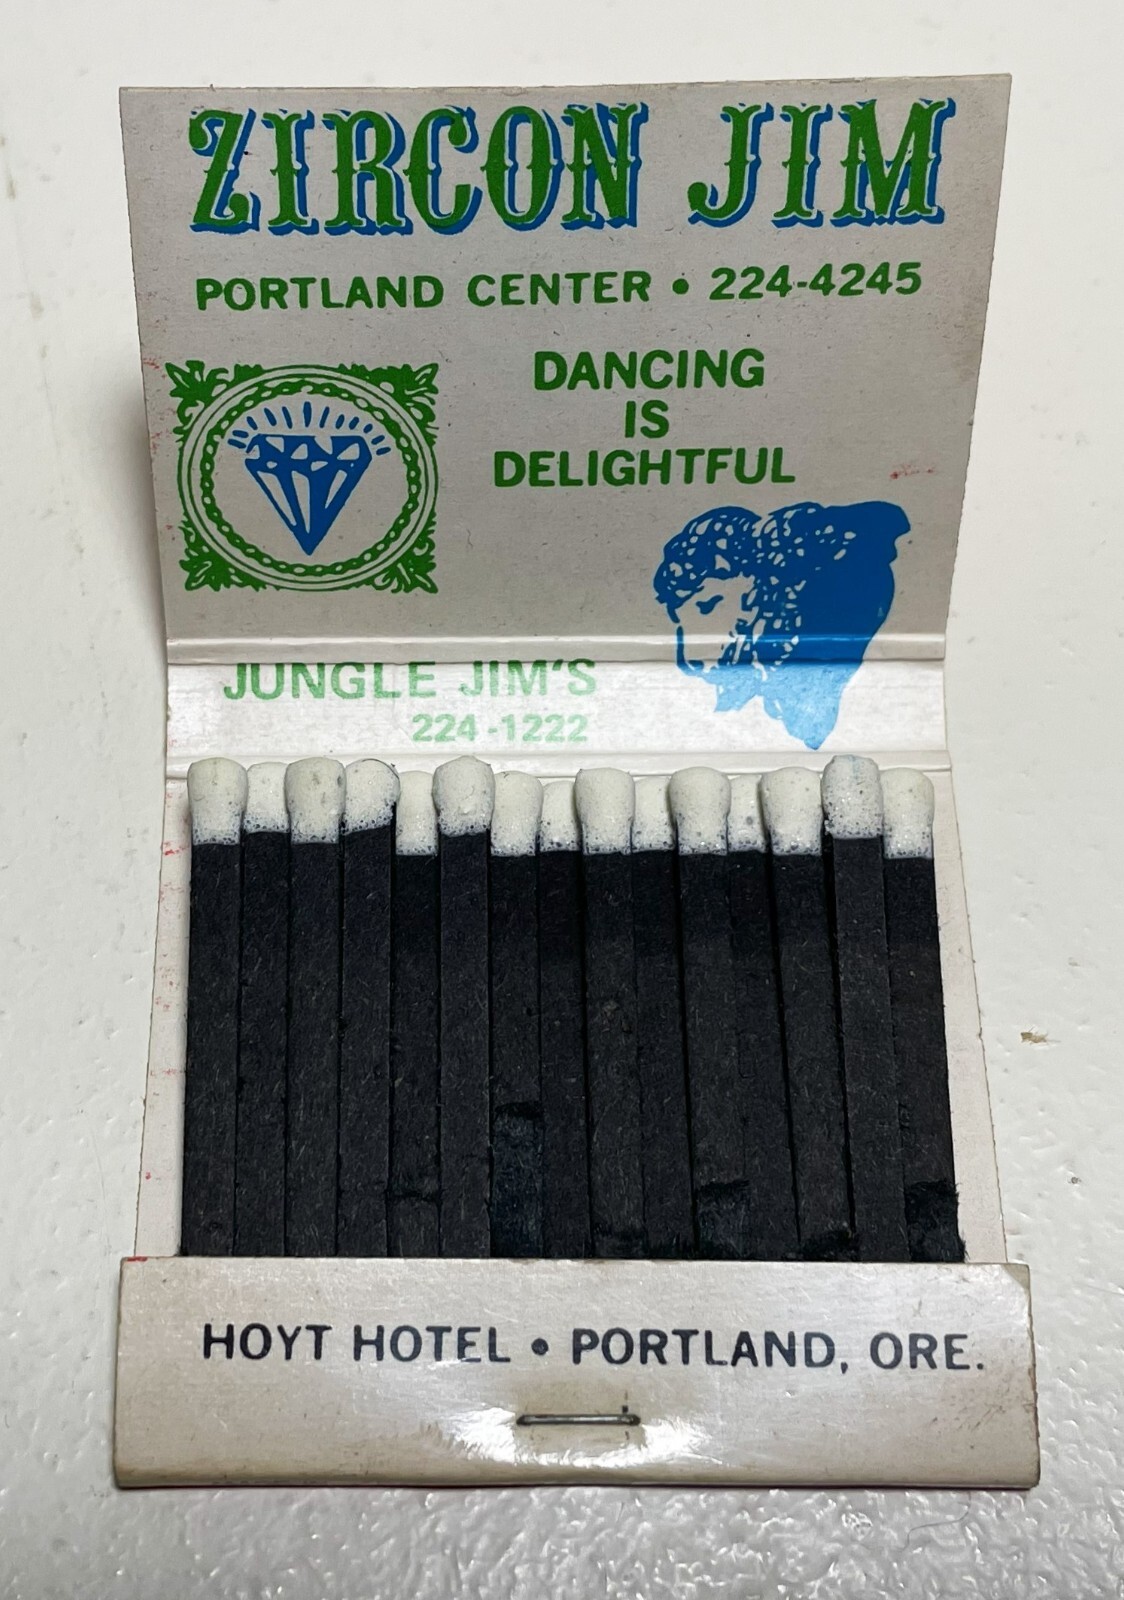 ZIRCON JIM
PORTLAND CENTER • 224-4245
DANCING
IS
DELIGHTFUL
JUNGLE JIM'S
224-1222
HOYT HOTEL • PORTLAND, ORE.